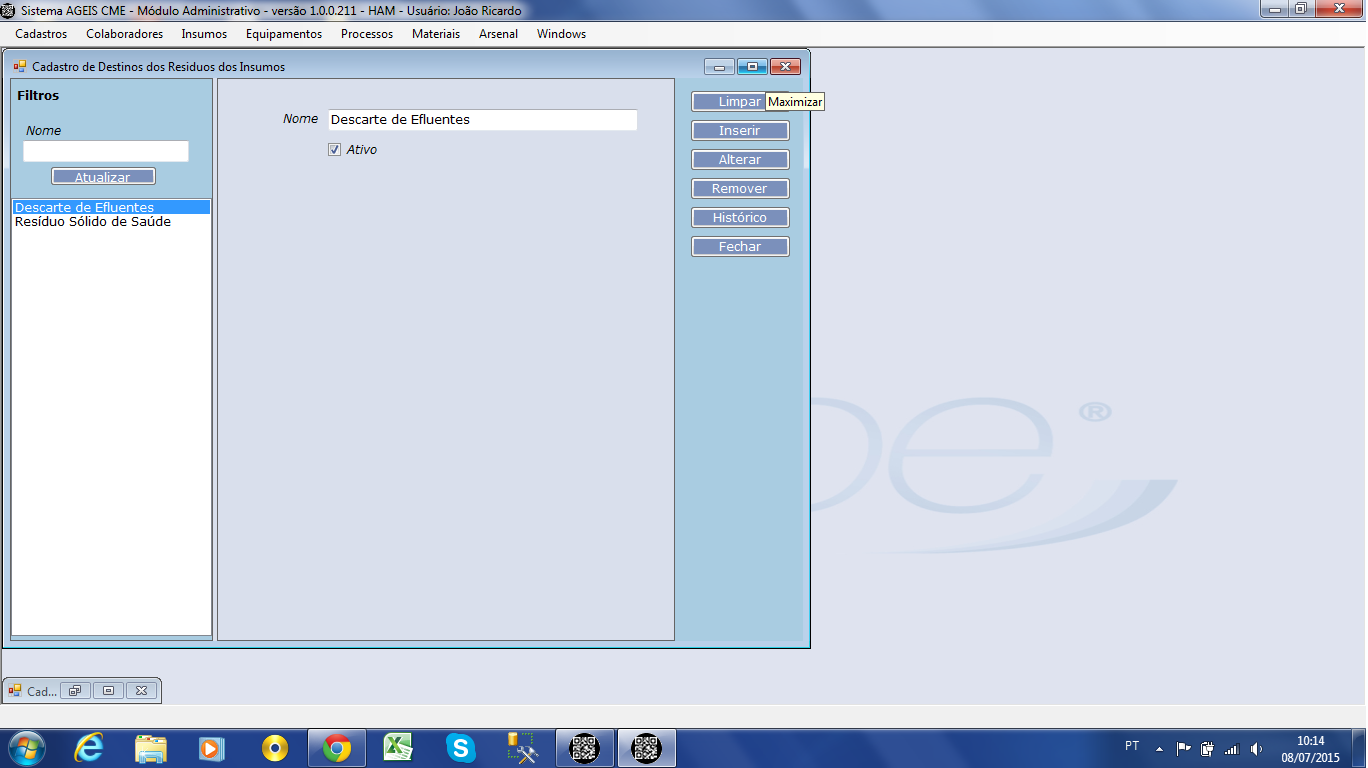 Sistema AGEIS CME - Módulo Administrativo - versão 1.0.0.211 - HAM - Usuário: João Ricardo
Cadastros Colaboradores Insumos Equipamentos Processos Materiais Arsenal Windows
Cadastro de Destinos dos Residuos dos Insumos
Filtros
Nome
Atualizar
Descarte de Efluentes
Resíduo Sólido de Saúde
Nome Descarte de Efluentes
Ativo
Limpar
Maximizar
Inserir
Alterar
Remover
Histórico
Fechar
pe ®
Cad...
PT
10:14
08/07/2015